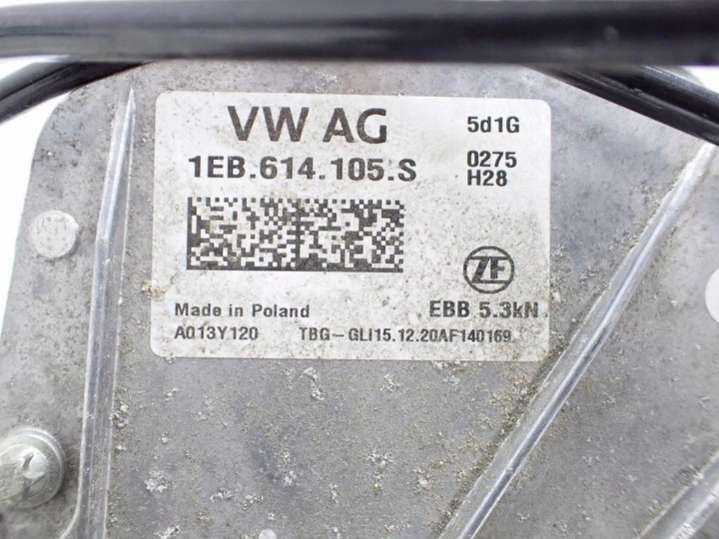 VW AG 5d1G
1EB.614.105.S 0275
H28
ZF
Made in Poland EBB 5.3kN
A013Y120 TBG-GLI15.12.20AF140169